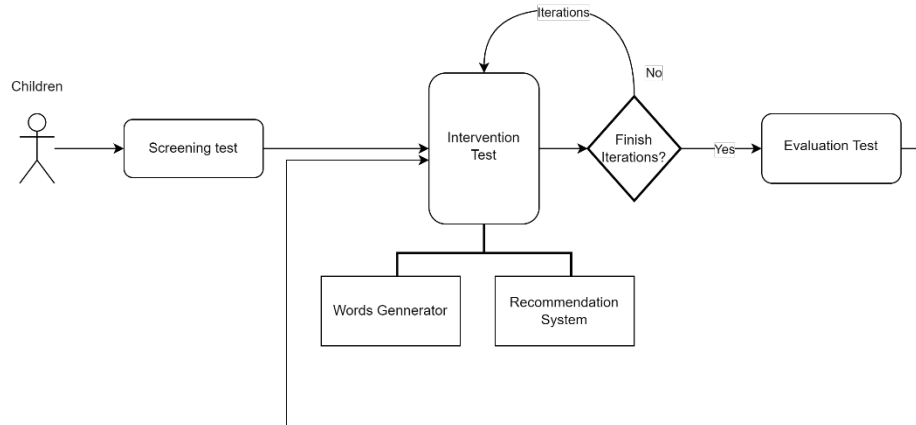 Iterations
No
Children
Screening test
Intervention
Test
Finish
Iterations?
Yes
Evaluation Test
Words Gennerator
Recommendation
System